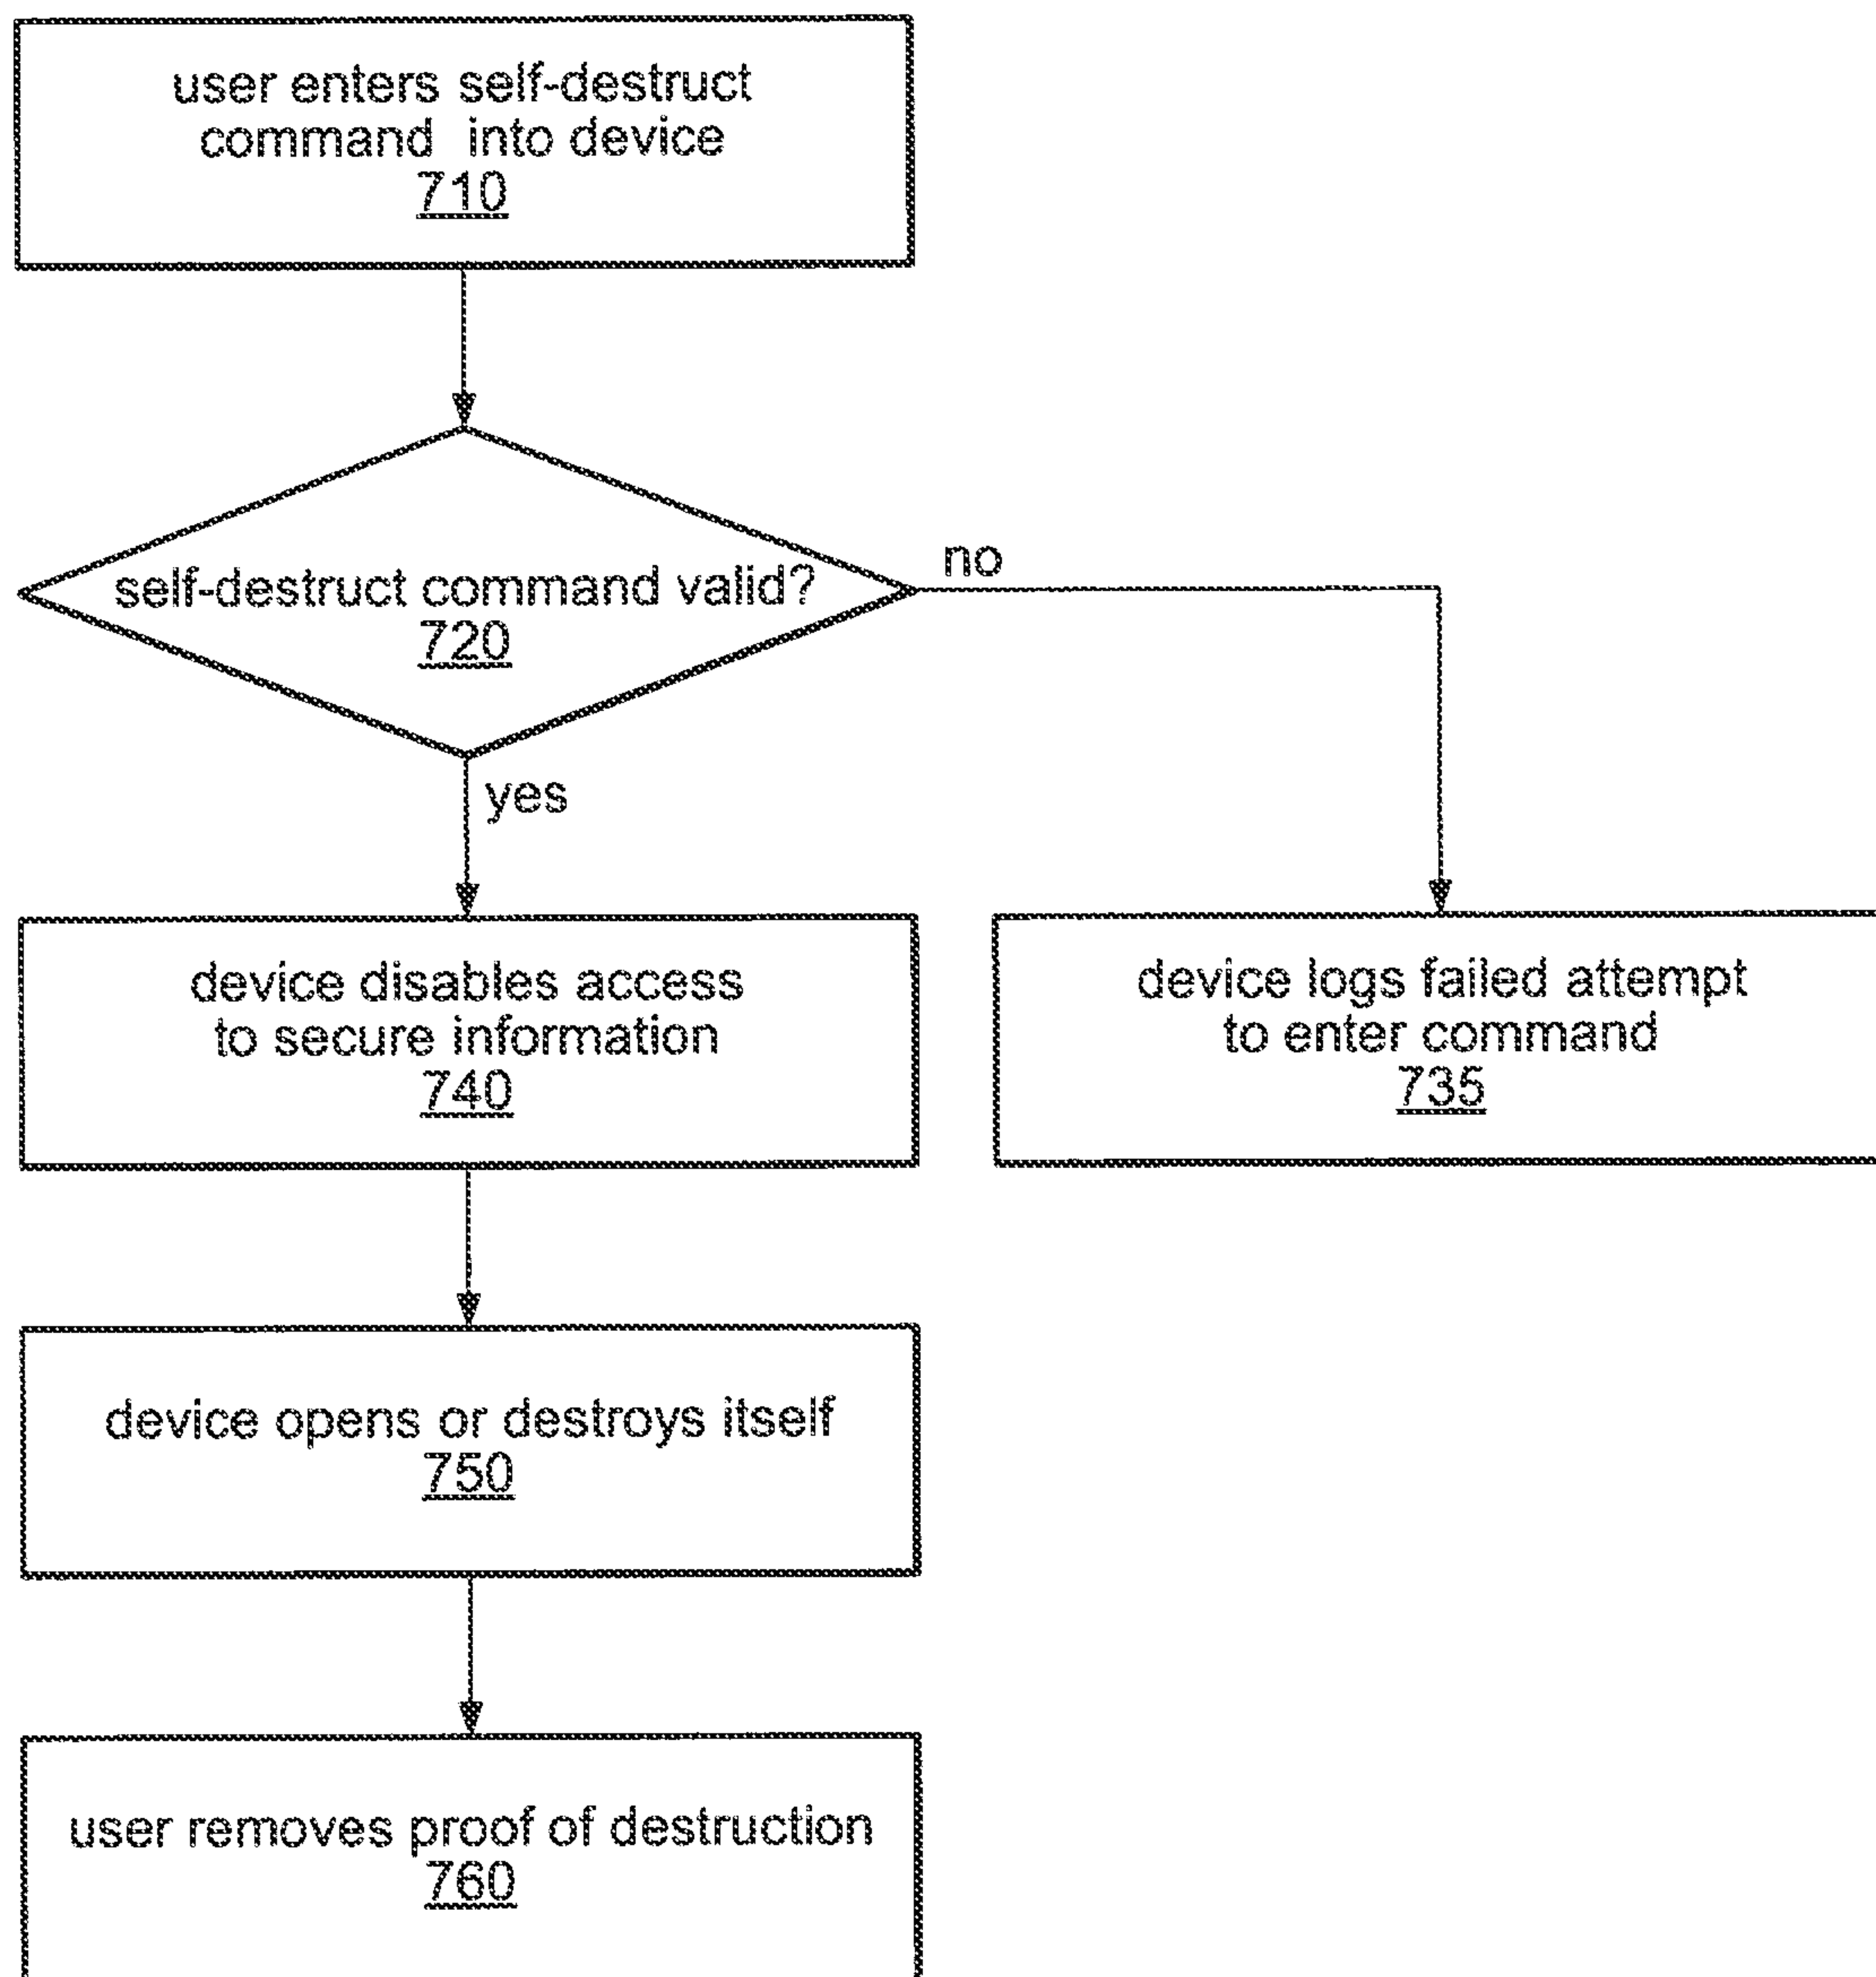 user enters self-destruct
command into device
710
self-destruct command valid?
720
no
yes
device disables access
to secure information
740
device logs failed attempt
to enter command
735
device opens or destroys itself
750
user removes proof of destruction
760